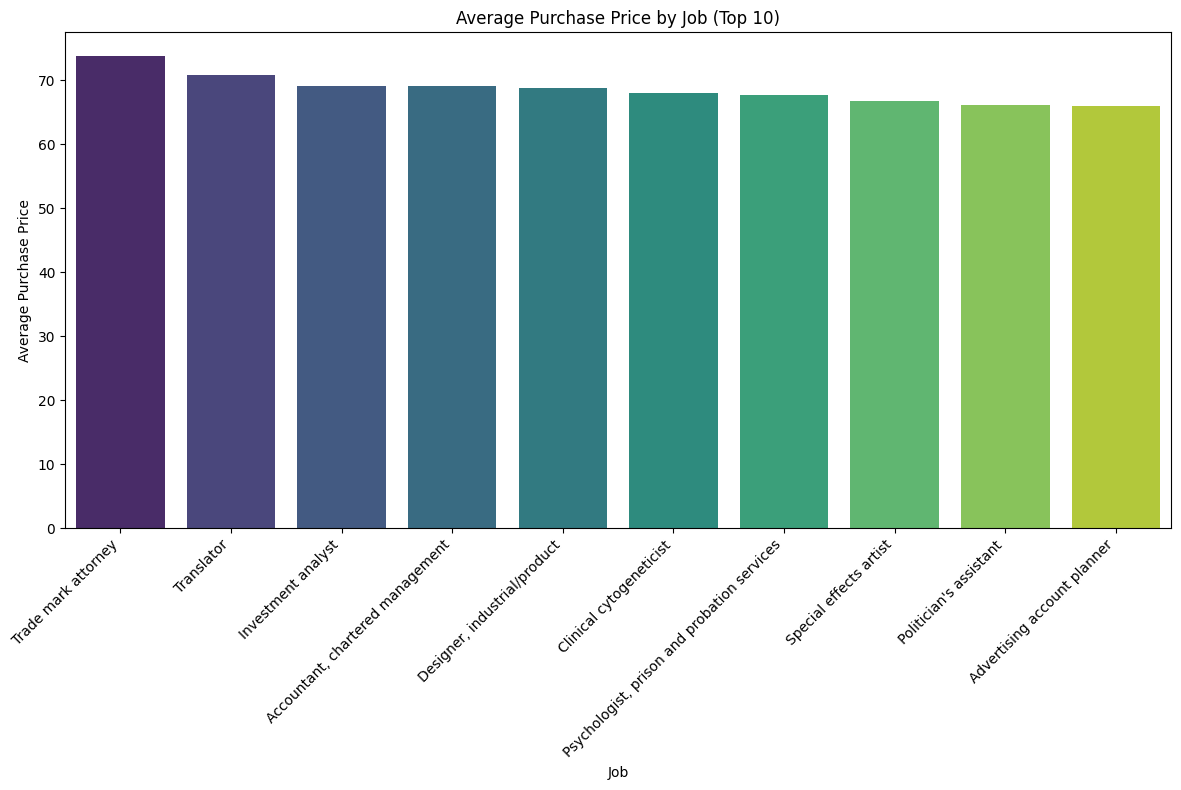 Average Purchase Price by Job (Top 10)
Average Purchase Price
70
60
50
40
30
20
10
0
Trade mark attorney
Translator
Investment analyst
Accountant, chartered management
Designer, industrial/product
Clinical cytogeneticist
Psychologist, prison and probation services
Special effects artist
Politician's assistant
Advertising account planner
Job